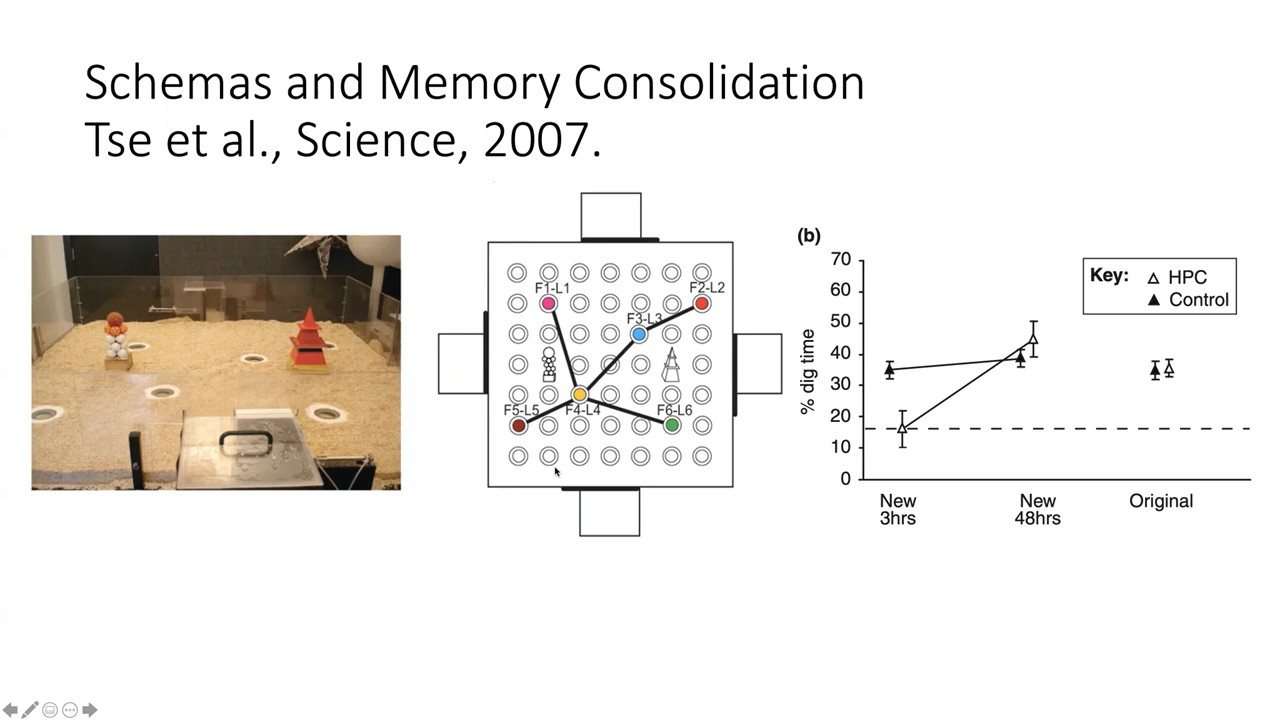 Schemas and Memory Consolidation
Tse et al., Science, 2007.
F1-L1
F2-L2
F3-L3
F5-L5
F4-L4
F6-L6
(b)
Key:
HPC
Control
% dig time
70
60
50
40
30
20
10
0
New
3hrs
New
48hrs
Original